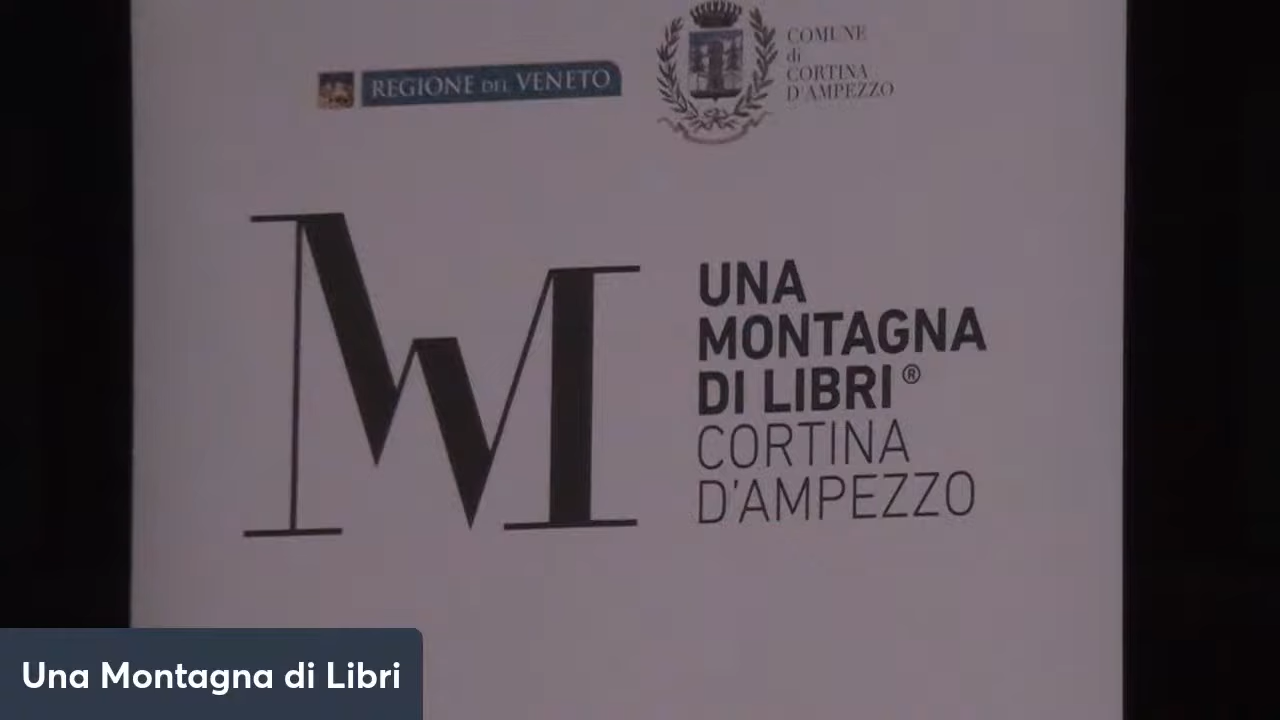 REGIONE DEL VENETO
COMUNE
di
CORTINA
D'AMPEZZO
UNA
MONTAGNA
DI LIBRI®
CORTINA
D'AMPEZZO
Una Montagna di Libri